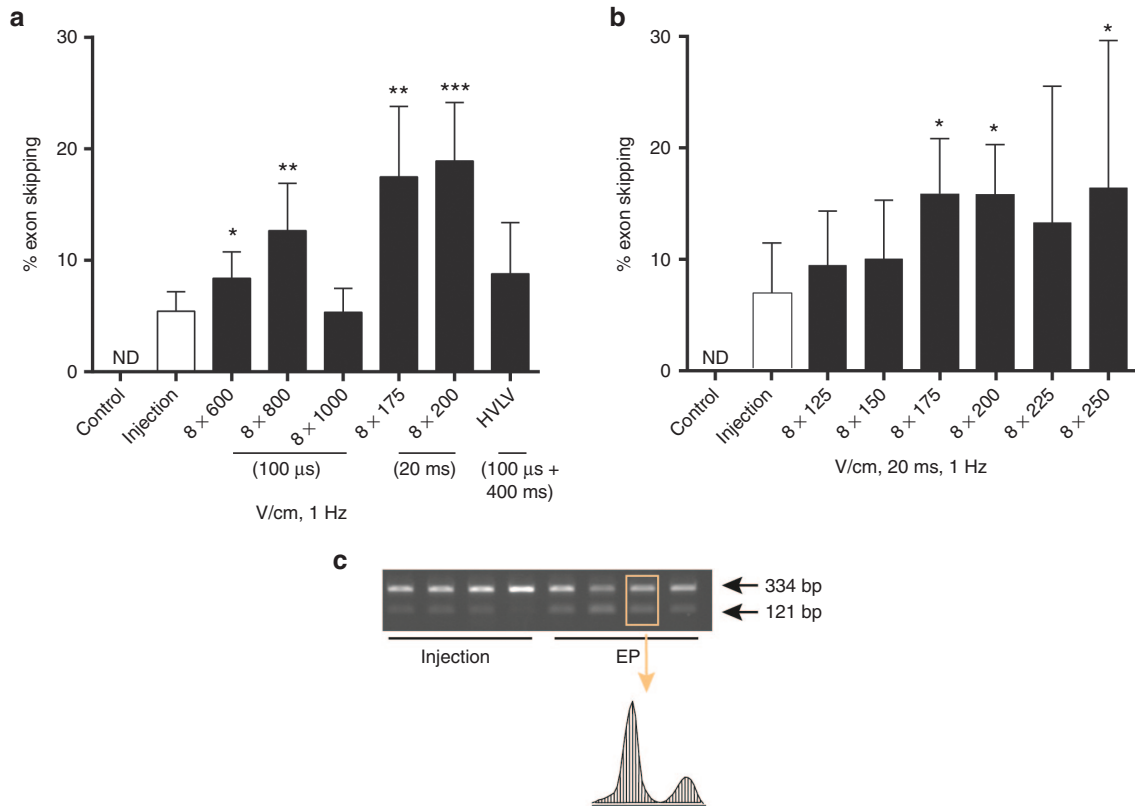 a
30
20
10
0
% exon skipping
ND
*
**
**
***
Control
Injection
8 × 600
8 × 800
8 × 1000
8 × 175
8 × 200
HVLV
(100 μs)
(20 ms)
(100 μs +
400 ms)
V/cm, 1 Hz
b
30
20
10
0
% exon skipping
ND
*
*
*
Control
Injection
8 × 125
8 × 150
8 × 175
8 × 200
8 × 225
8 × 250
V/cm, 20 ms, 1 Hz
c
334 bp
121 bp
Injection
EP